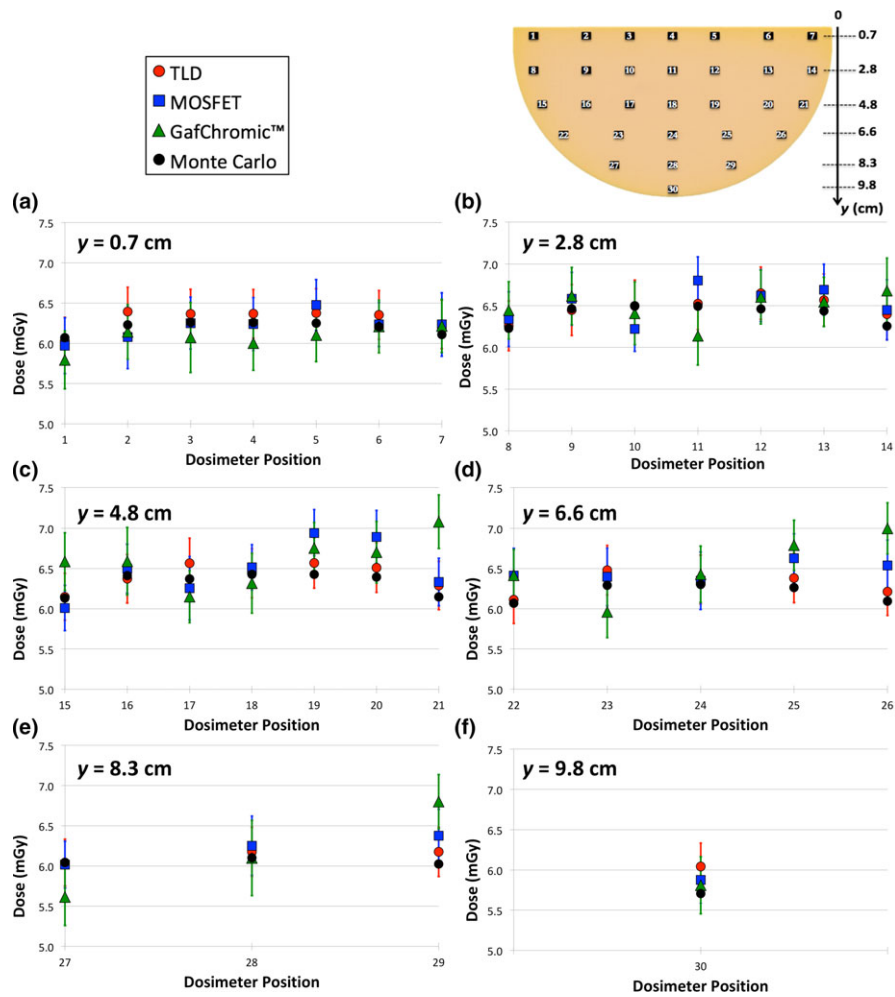 TLD
MOSFET
GafChromic™
Monte Carlo
0
1 2 3 4 5 6 7 0.7
8 9 10 11 12 13 14 2.8
15 16 17 18 19 20 21 4.8
22 23 24 25 26 6.6
27 28 29 8.3
30 9.8
y (cm)
(a)
y = 0.7 cm
7.5
7.0
6.5
6.0
5.5
5.0
Dose (mGy)
1 2 3 4 5 6 7
Dosimeter Position
(b)
y = 2.8 cm
7.5
7.0
6.5
6.0
5.5
5.0
Dose (mGy)
8 9 10 11 12 13 14
Dosimeter Position
(c)
y = 4.8 cm
7.5
7.0
6.5
6.0
5.5
5.0
Dose (mGy)
15 16 17 18 19 20 21
Dosimeter Position
(d)
y = 6.6 cm
7.5
7.0
6.5
6.0
5.5
5.0
Dose (mGy)
22 23 24 25 26
Dosimeter Position
(e)
y = 8.3 cm
7.5
7.0
6.5
6.0
5.5
5.0
Dose (mGy)
27 28 29
Dosimeter Position
(f)
y = 9.8 cm
7.5
7.0
6.5
6.0
5.5
5.0
Dose (mGy)
30
Dosimeter Position